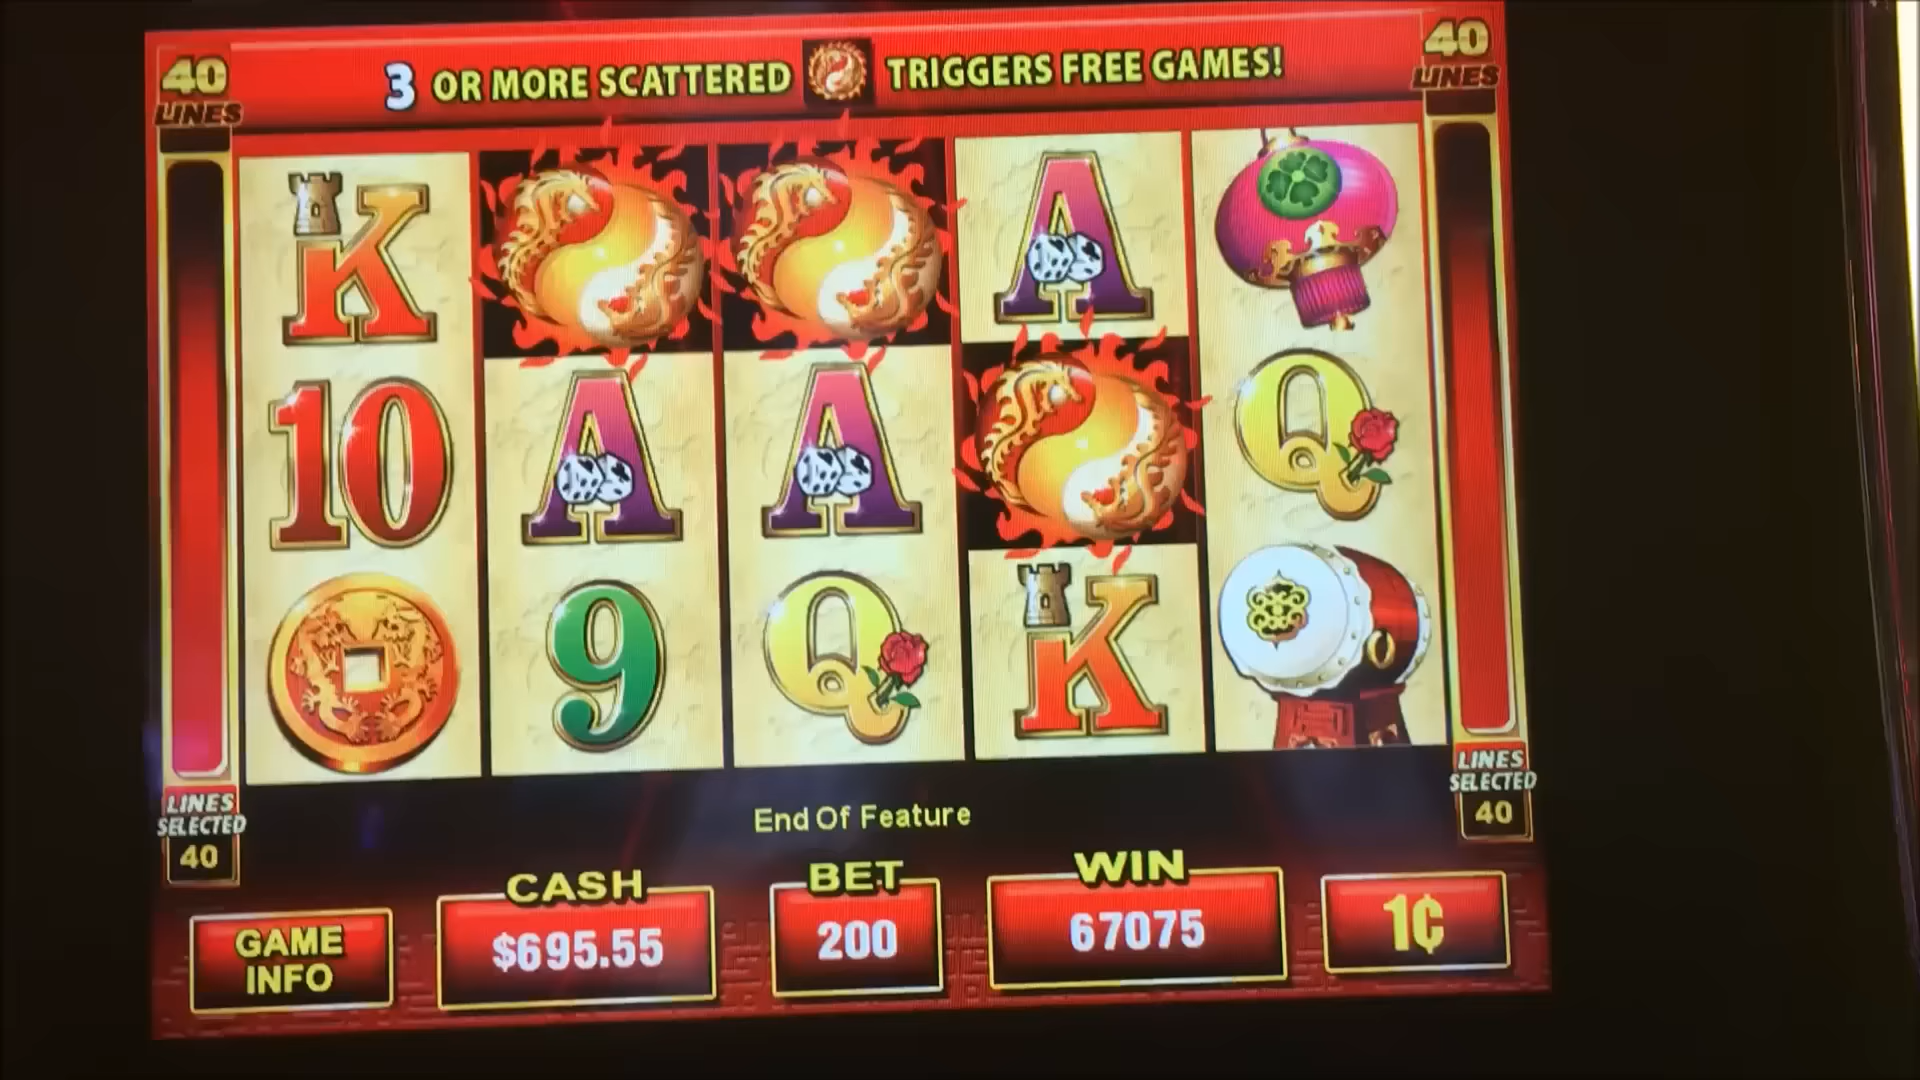 40 LINES
3 OR MORE SCATTERED TRIGGERS FREE GAMES!
40 LINES
K
A
10
A
A
Q
9
Q
K
End Of Feature
LINES SELECTED
40
LINES SELECTED
40
GAME INFO
CASH
$695.55
BET
200
WIN
67075
1¢